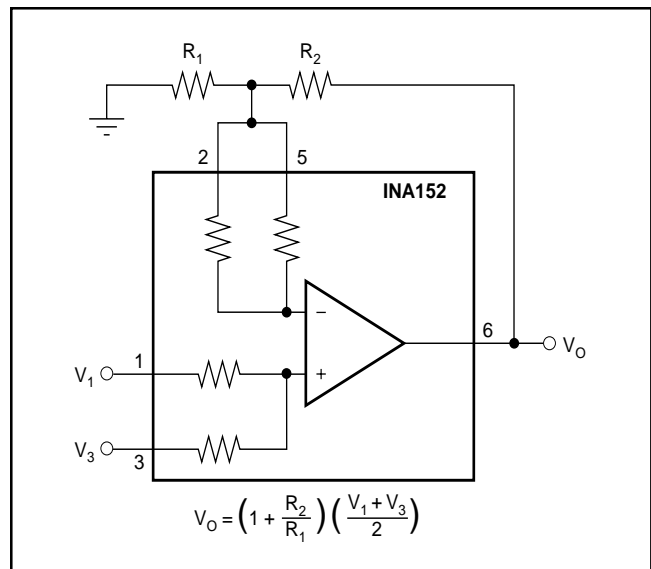 R1 R2
2 5
INA152
6
VO
1
V1
V3
3
VO = (1 + R2/R1) (V1 + V3/2)